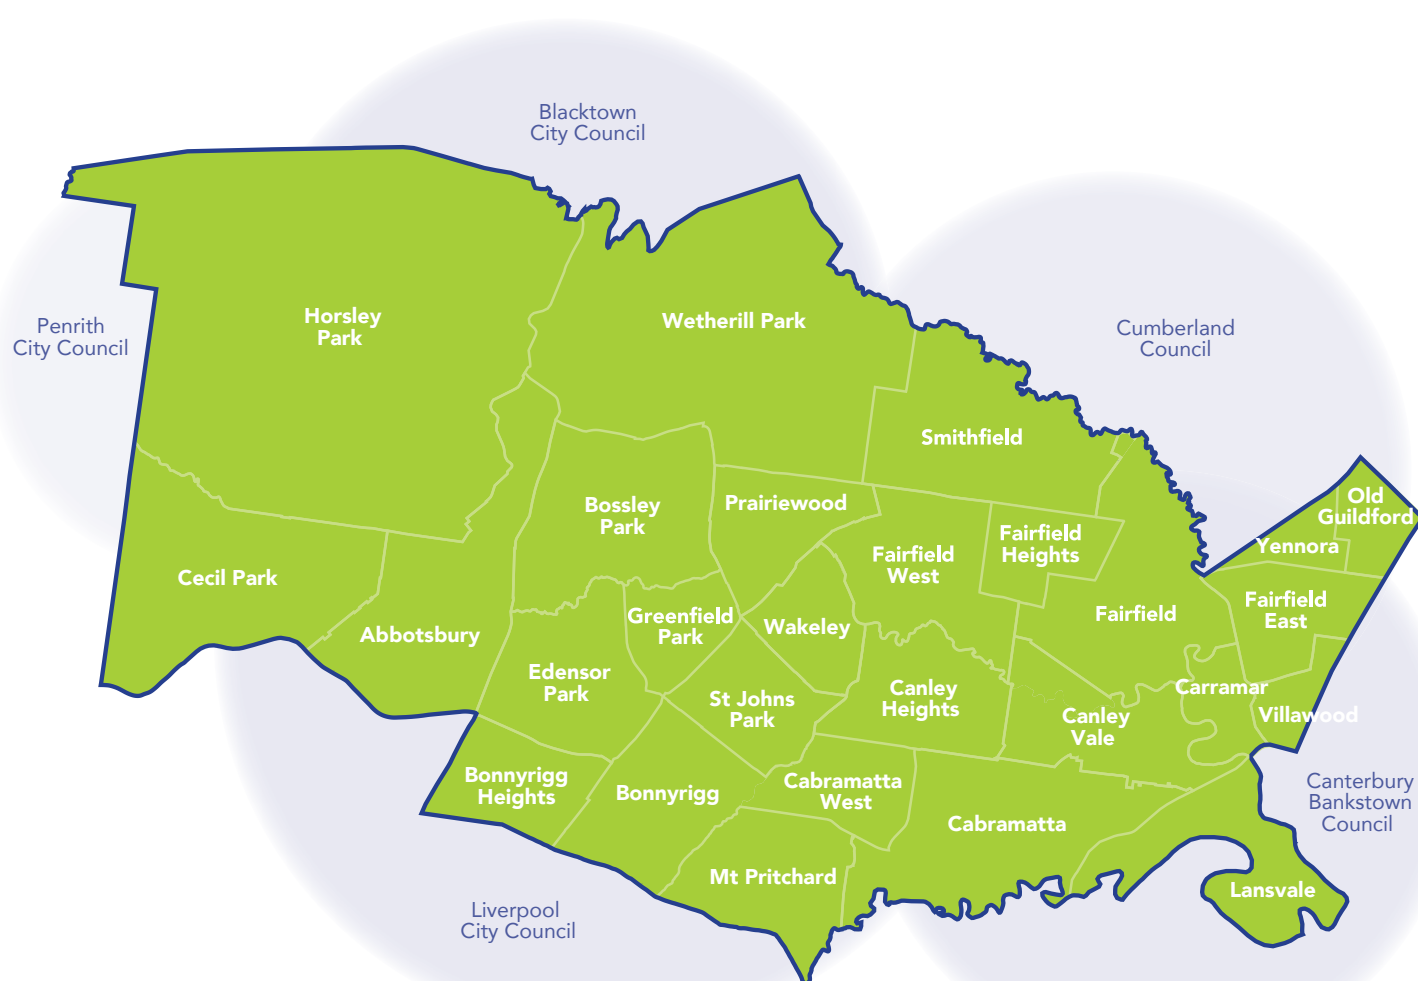 Blacktown
City Council
Penrith
City Council
Horsley
Park
Wetherill Park
Cumberland
Council
Smithfield
Bossley
Park
Prairiewood
Fairfield
West
Fairfield
Heights
Old
Guildford
Yennora
Cecil Park
Abbotsbury
Greenfield
Park
Wakeley
Fairfield
Fairfield
East
Edensor
Park
St Johns
Park
Canley
Heights
Canley
Vale
Carramar
Villawood
Bonnyrigg
Heights
Bonnyrigg
Cabramatta
West
Cabramatta
Canterbury
Bankstown
Council
Mt Pritchard
Lansvale
Liverpool
City Council